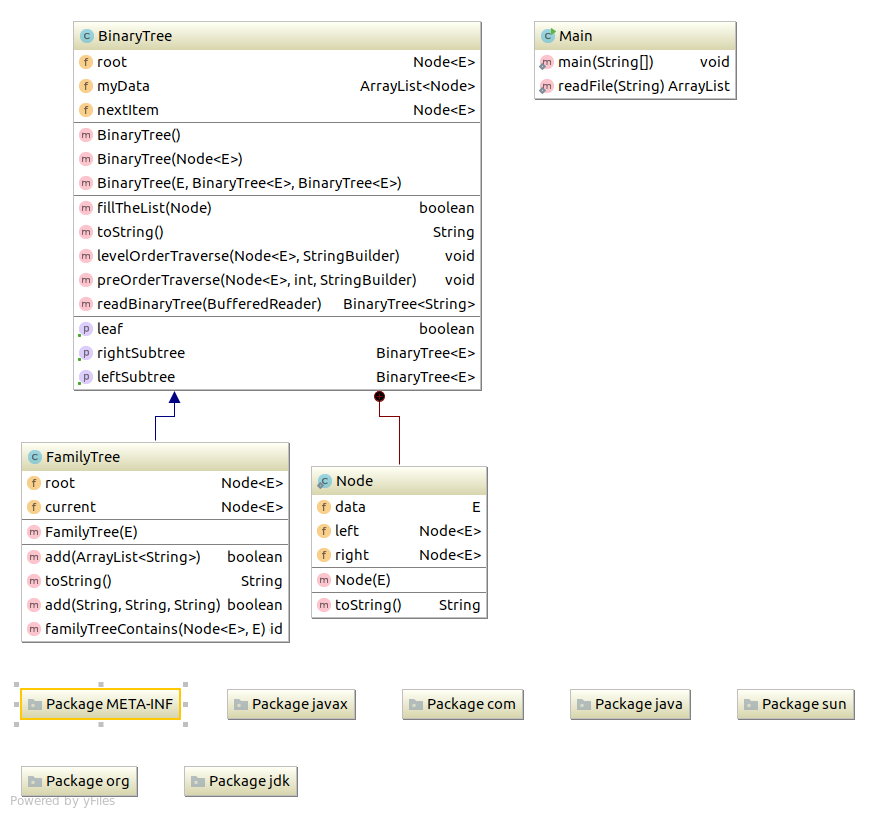 BinaryTree
root Node<E>
myData ArrayList<Node>
nextItem Node<E>
BinaryTree()
BinaryTree(Node<E>)
BinaryTree(E, BinaryTree<E>, BinaryTree<E>)
fillTheList(Node) boolean
toString() String
levelOrderTraverse(Node<E>, StringBuilder) void
preOrderTraverse(Node<E>, int, StringBuilder) void
readBinaryTree(BufferedReader) BinaryTree<String>
leaf boolean
rightSubtree BinaryTree<E>
leftSubtree BinaryTree<E>
Main
main(String[]) void
readFile(String) ArrayList
FamilyTree
root Node<E>
current Node<E>
FamilyTree(E)
add(ArrayList<String>) boolean
toString() String
add(String, String, String) boolean
familyTreeContains(Node<E>, E) id
Node
data E
left Node<E>
right Node<E>
Node(E)
toString() String
Package META-INF
Package javax
Package com
Package java
Package sun
Package org
Package jdk
Powered by yFiles